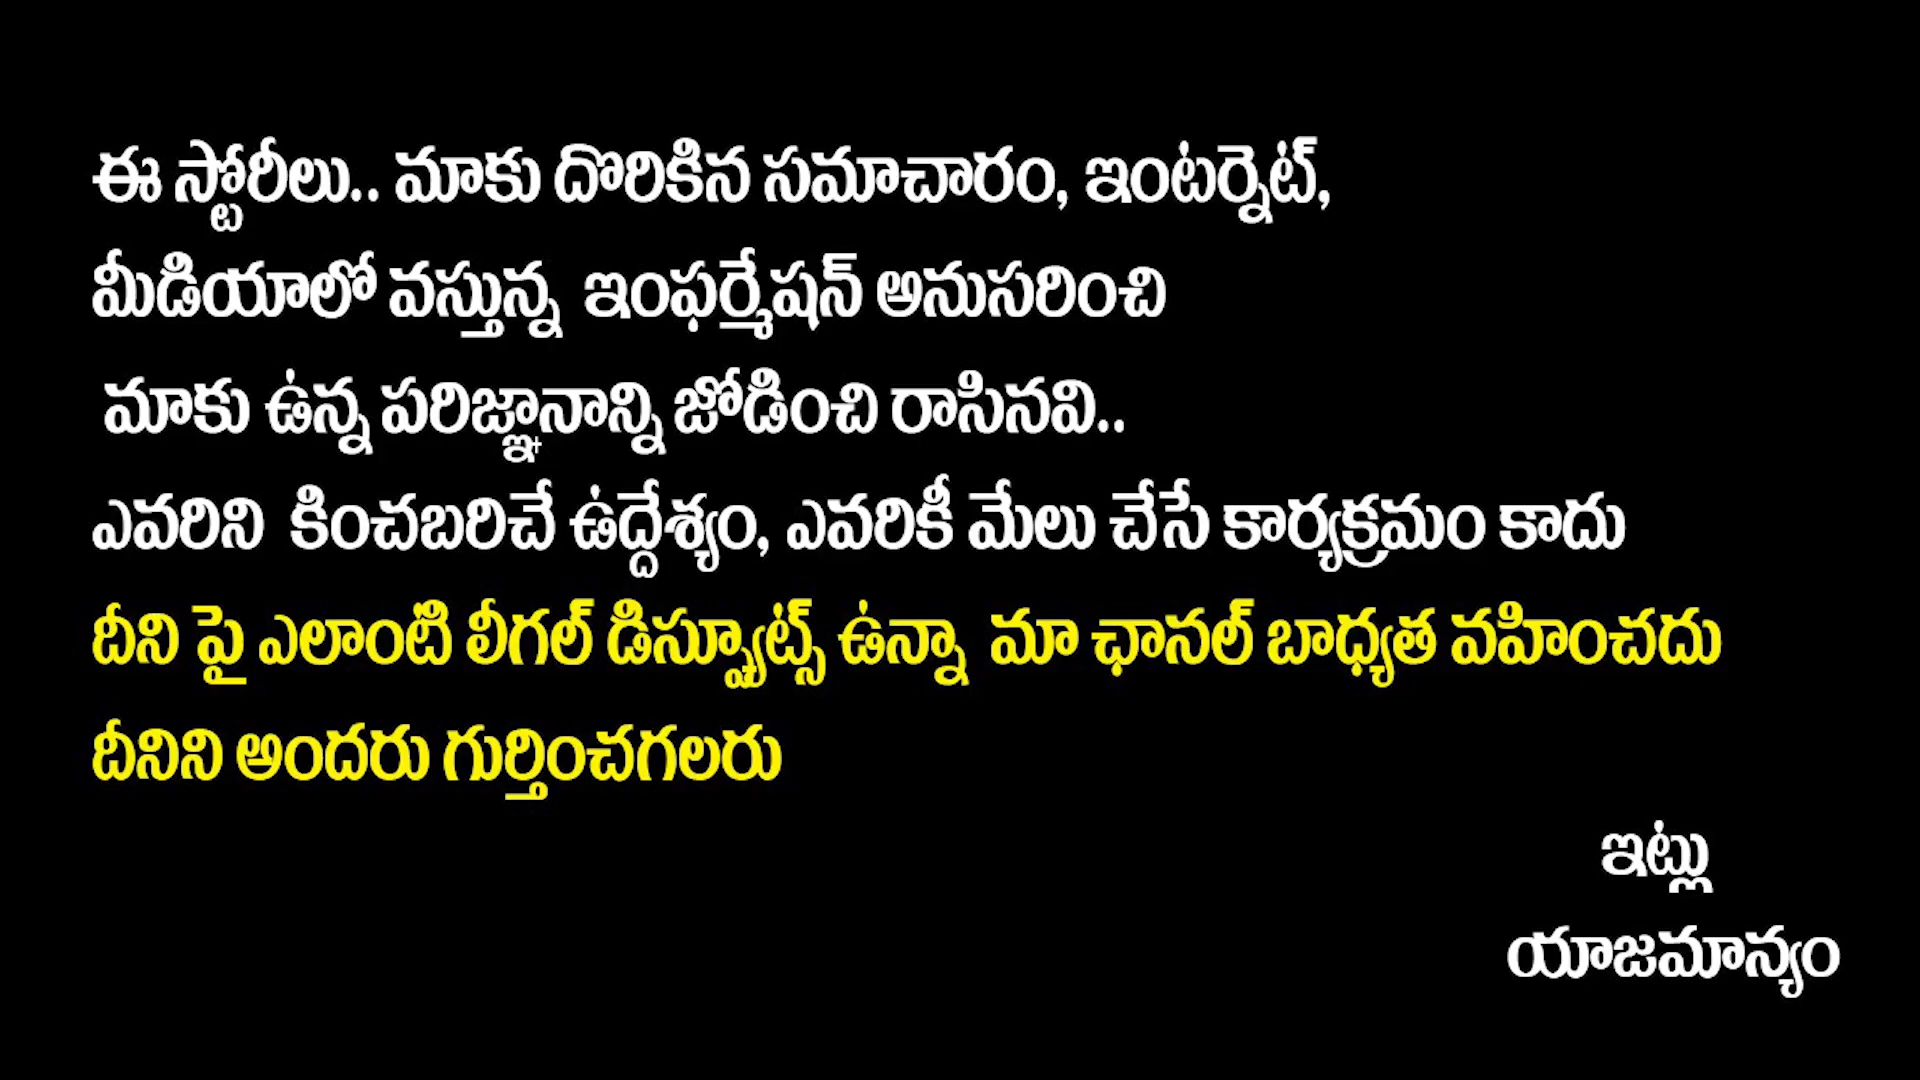 ఈ స్టోరీలు.. మాకు దొరికిన సమాచారం, ఇంటర్నెట్,
మీడియాలో వస్తున్న ఇంఫర్మేషన్ అనుసరించి
మాకు ఉన్న పరిజ్ఞానాన్ని జోడించి రాసినవి..
ఎవరిని కించబరిచే ఉద్దేశ్యం, ఎవరికీ మేలు చేసే కార్యక్రమం కాదు
దీని పై ఎలాంటి లీగల్ డిస్ప్యూట్స్ ఉన్నా మా ఛానల్ బాధ్యత వహించదు
దీనిని అందరు గుర్తించగలరు
ఇట్లు
యాజమాన్యం